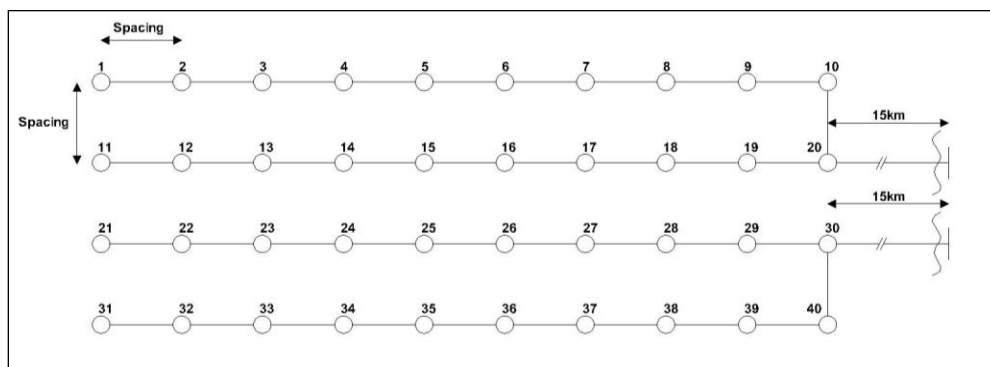 Spacing
1 2 3 4 5 6 7 8 9 10
Spacing
15km
11 12 13 14 15 16 17 18 19 20
15km
21 22 23 24 25 26 27 28 29 30
31 32 33 34 35 36 37 38 39 40